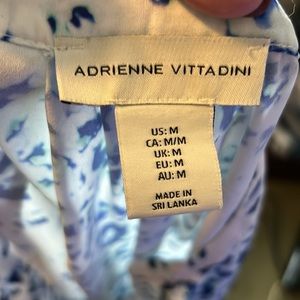 ADRIENNE VITTADINI
US: M
CA: M/M
UK: M
EU: M
AU: M
MADE IN
SRI LANKA